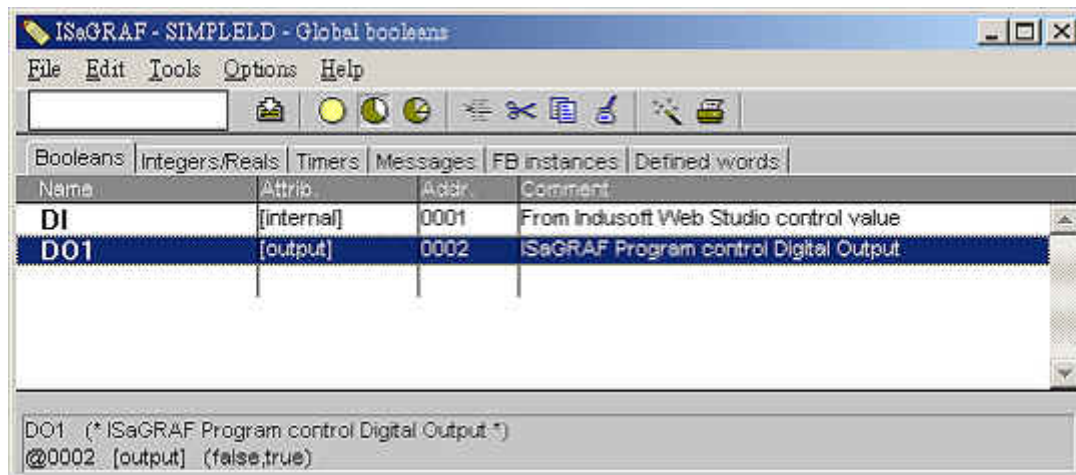 ISaGRAF - SIMPLELD - Global booleans
File Edit Tools Options Help
Booleans Integers/Reals Timers Messages FB instances Defined words
Name Attrib. Addr. Comment
DI [internal] 0001 From Indusoft Web Studio control value
DO1 [output] 0002 ISaGRAF Program control Digital Output
DO1 (* ISaGRAF Program control Digital Output *)
@0002 [output] (false,true)